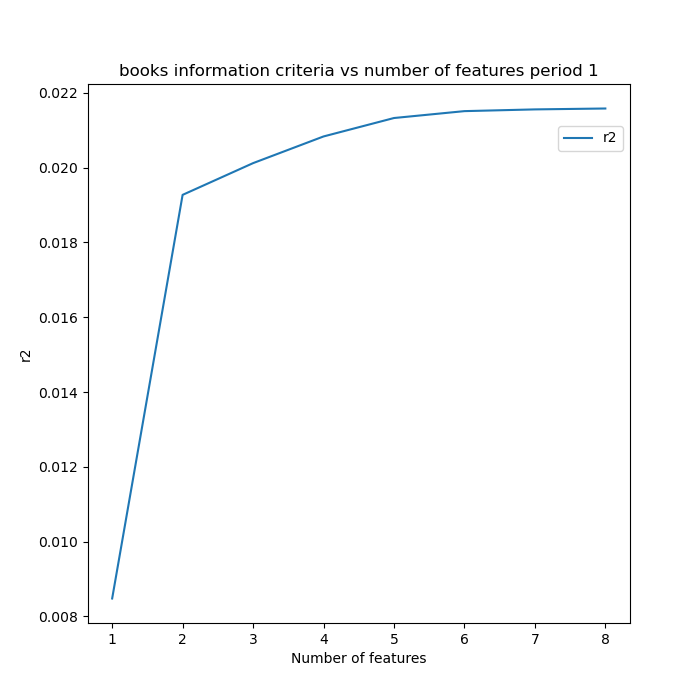 books information criteria vs number of features period 1
0.022
0.020
0.018
0.016
0.014
0.012
0.010
0.008
r2
r2
1 2 3 4 5 6 7 8
Number of features